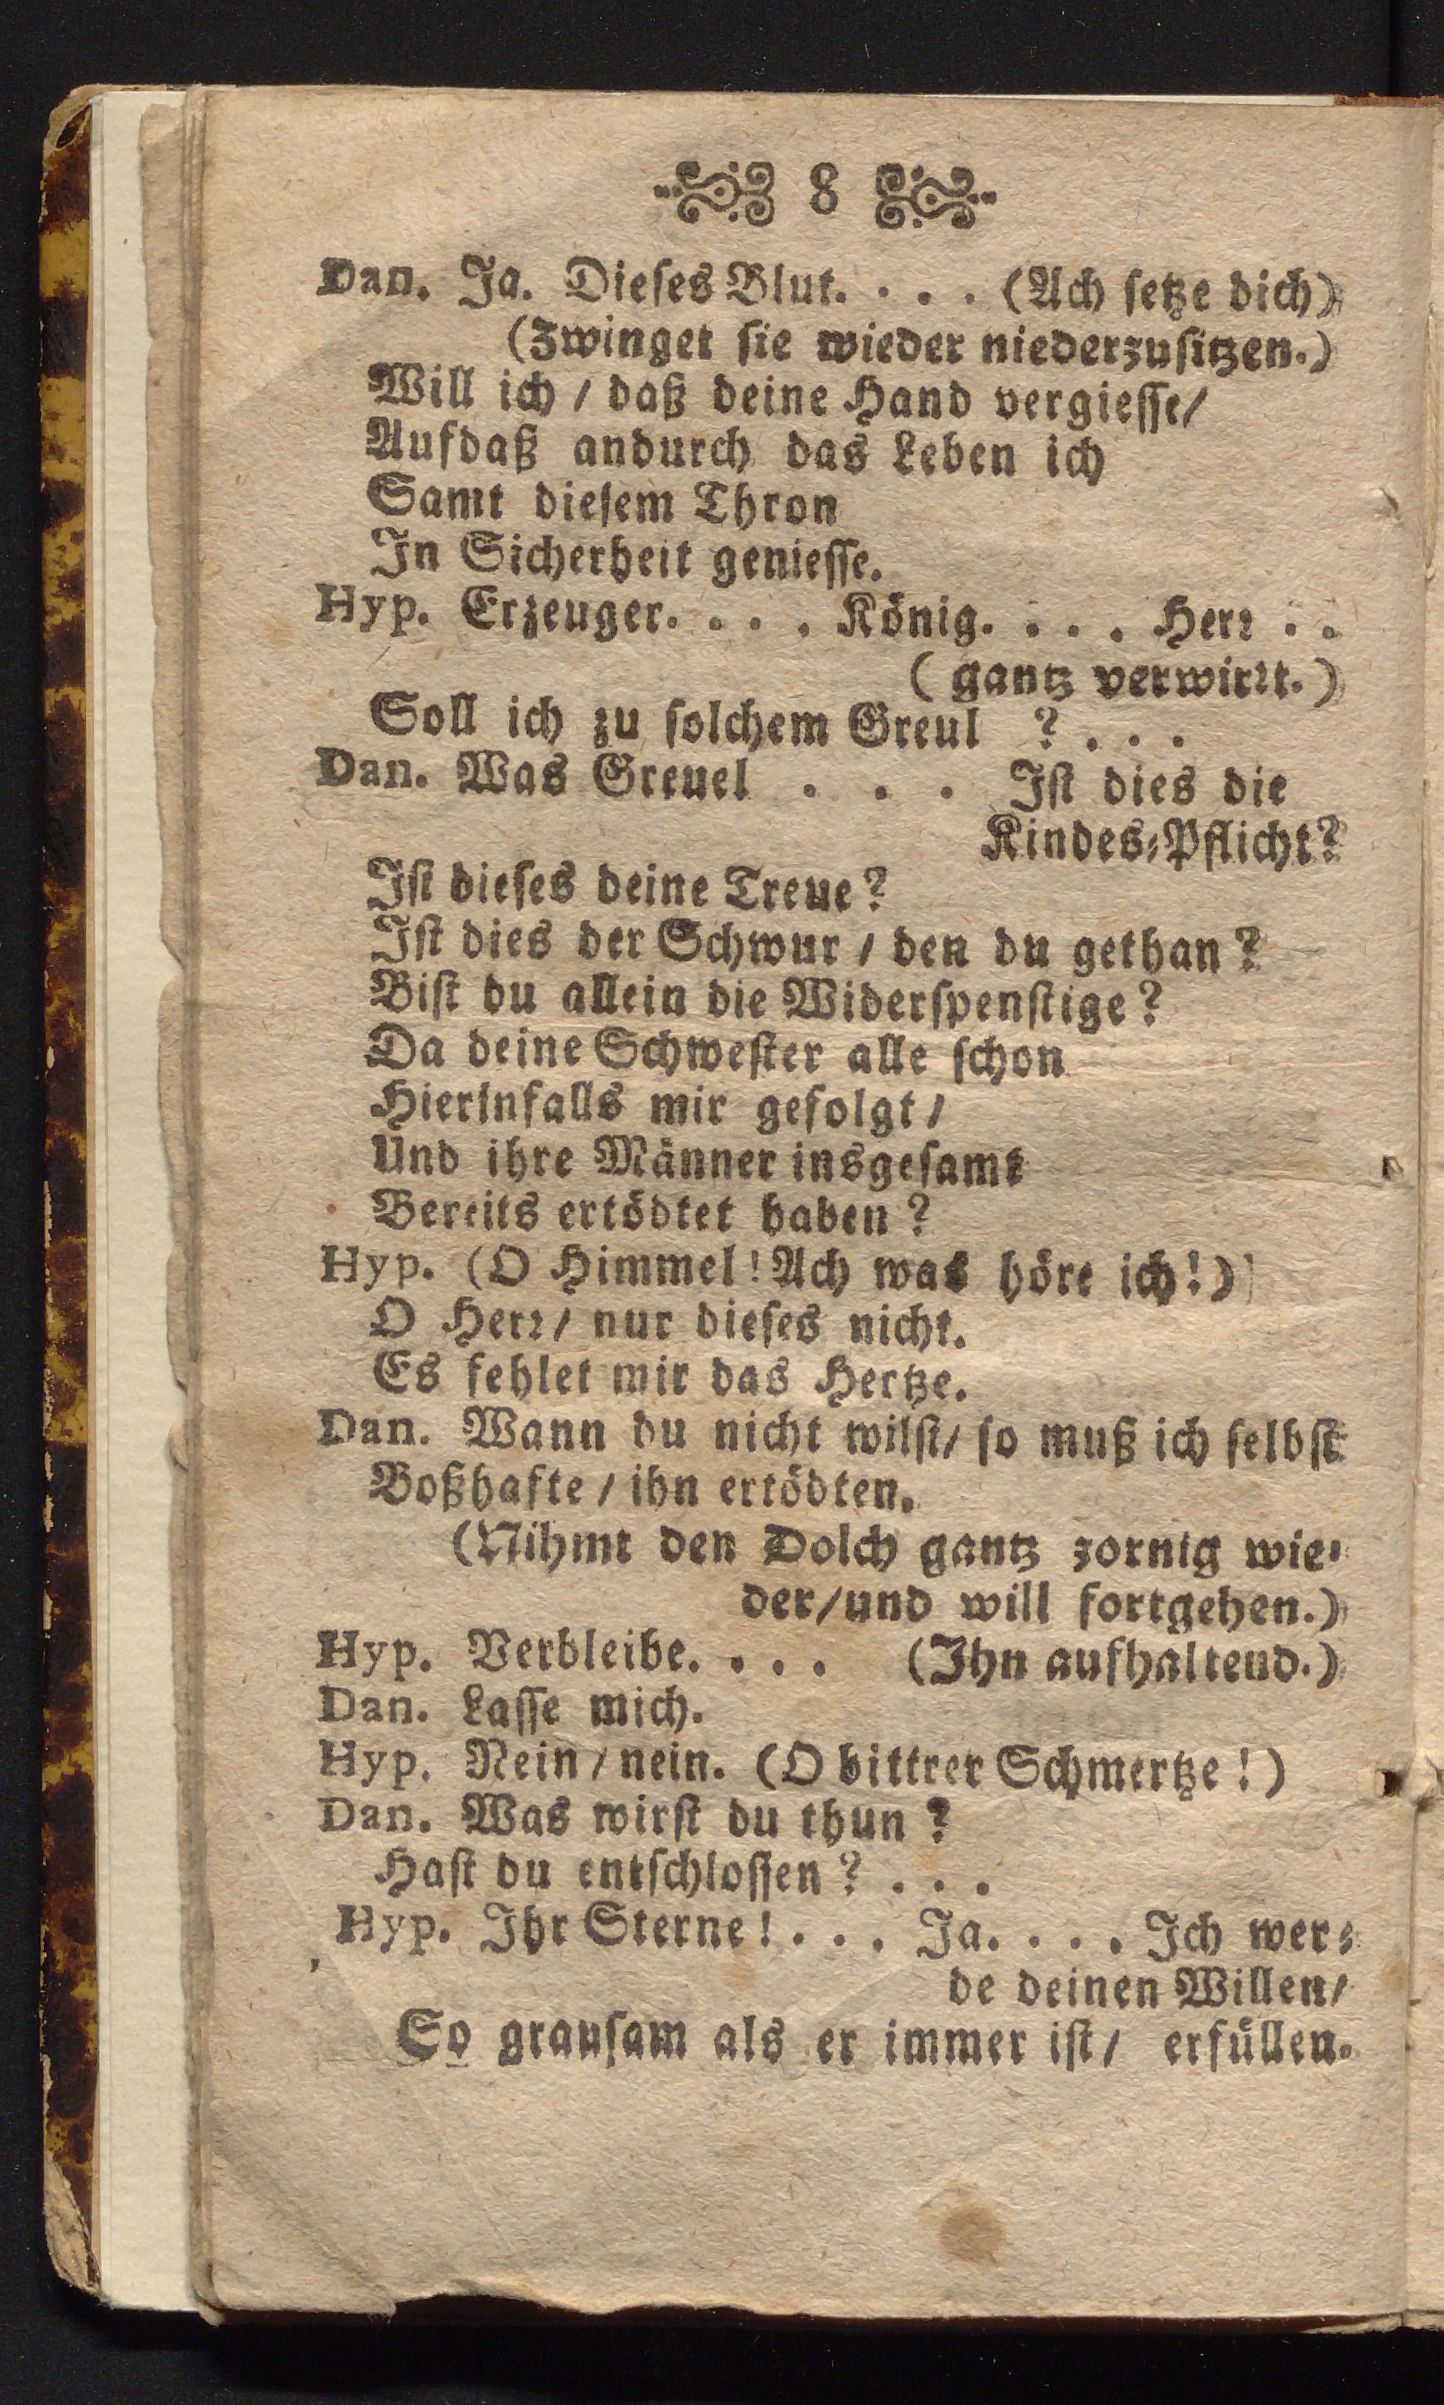 8
Dan. Ja. Dieses Blut. . . . (Ach setze dich)
(Zwinget sie wieder niederzusitzen.)
Will ich / daß deine Hand vergiesse/
Aufdaß andurch das Leben ich
Samt diesem Thron
In Sicherheit geniesse.
Hyp. Erzeuger. . . . König. . . . Herr . .
( gantz verwirrt.)
Soll ich zu solchem Greul ? . . .
Dan. Was Greuel . . . Ist dies die
Kindes-Pflicht?
Ist dieses deine Treue?
Ist dies der Schwur / den du gethan?
Bist du allein die Widerspenstige?
Da deine Schwester alle schon
Hierinfalls mir gefolgt /
Und ihre Männer insgesamt
Bereits ertödtet haben?
Hyp. (O Himmel! Ach was höre ich!)
O Herr/ nur dieses nicht.
Es fehlet mir das Hertze.
Dan. Wann du nicht wilst/ so muß ich selbst
Boßhafte / ihn ertödten.
(Nihmt den Dolch gantz zornig wie-
der/und will fortgehen.)
Hyp. Verbleibe. . . . (Ihn aufhaltend.)
Dan. Lasse mich.
Hyp. Nein / nein. (O bittrer Schmertze!)
Dan. Was wirst du thun?
Hast du entschlossen? . . .
Hyp. Ihr Sterne! . . . Ja. . . . Ich wer-
de deinen Willen/
So grausam als er immer ist/ erfüllen.